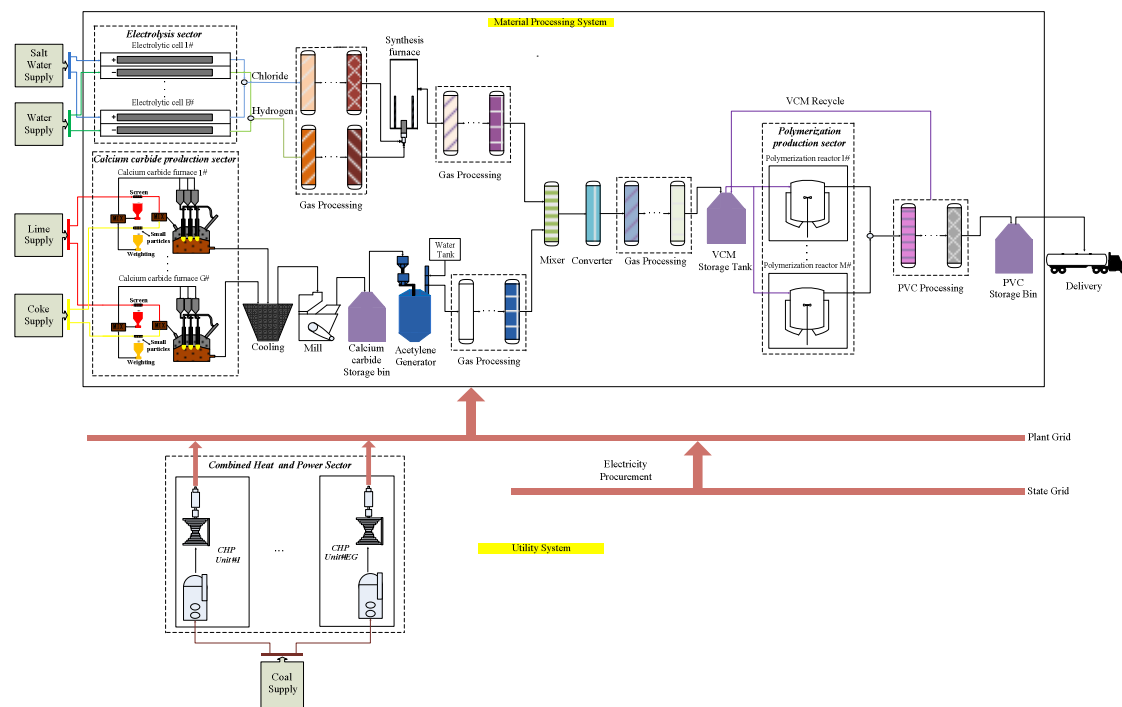 Material Processing System
Electrolysis sector
Electrolytic cell 1#
Electrolytic cell E#
Salt
Water
Supply
Water
Supply
Chloride
Hydrogen
Gas Processing
Synthesis
furnace
Gas Processing
Calcium carbide production sector
Calcium carbide furnace 1#
Screen
Small
particles
Weighting
Calcium carbide furnace G#
Screen
Small
particles
Weighting
Lime
Supply
Coke
Supply
Cooling
Mill
Calcium
carbide
Storage bin
Acetylene
Generator
Water
Tank
Gas Processing
Mixer
Converter
Gas Processing
VCM
Storage Tank
VCM Recycle
Polymerization
production sector
Polymerization reactor 1#
Polymerization reactor M#
PVC Processing
PVC
Storage Bin
Delivery
Plant Grid
Electricity
Procurement
State Grid
Combined Heat and Power Sector
CHP
Unit#1
...
CHP
Unit#EG
Utility System
Coal
Supply